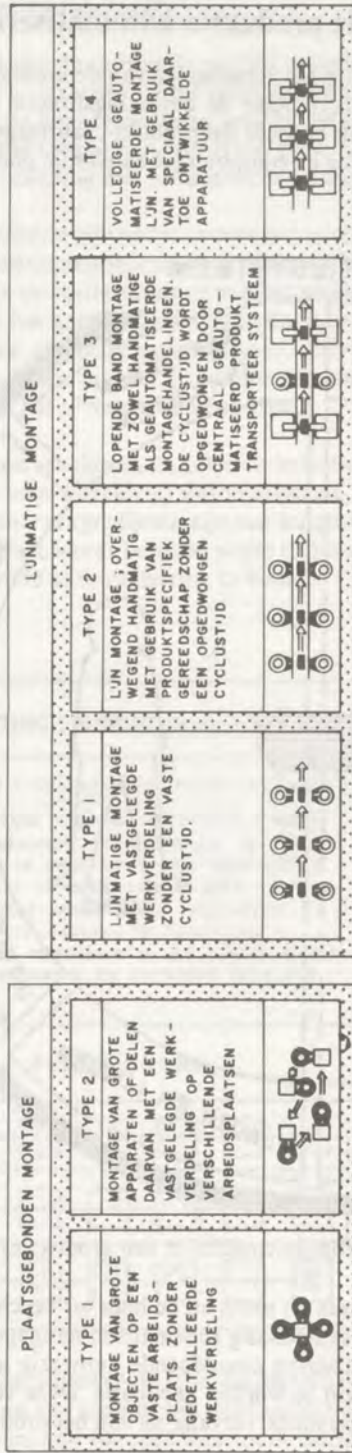 PLAATSGEBONDEN MONTAGE
TYPE 1
MONTAGE VAN GROTE
OBJECTEN OP EEN
VASTE ARBEIDS-
PLAATS ZONDER
GEDETAILLEERDE
WERKVERDELING
TYPE 2
MONTAGE VAN GROTE
APPARATEN OF DELEN
DAARVAN MET EEN
VASTGELEGDE WERK-
VERDELING OP
VERSCHILLENDE
ARBEIDSPLAATSEN
LIJNMATIGE MONTAGE
TYPE 1
LIJNMATIGE MONTAGE
MET VASTGELEGDE
WERKVERDELING
ZONDER EEN VASTE
CYCLUSTIJD.
TYPE 2
LIJN MONTAGE, OVER-
WEGEND HANDMATIG
MET GEBRUIK VAN
PRODUKTSPECIFIEK
GEREEDSCHAP ZONDER
EEN OPGEDWONGEN
CYCLUSTIJD
TYPE 3
LOPENDE BAND MONTAGE
MET ZOWEL HANDMATIGE
ALS GEAUTOMATISEERDE
MONTAGEHANDELINGEN.
DE CYCLUSTIJD WORDT
OPGEDWONGEN DOOR
CENTRAAL GEAUTO-
MATISEERD PRODUKT
TRANSPORTEER SYSTEEM
TYPE 4
VOLLEDIGE GEAUTO-
MATISEERDE MONTAGE
LIJN. MET GEBRUIK
VAN SPECIAAL DAAR-
TOE ONTWIKKELDE
APPARATUUR